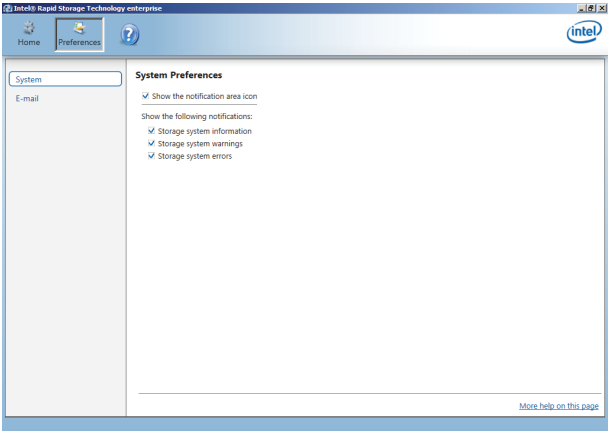 Intel® Rapid Storage Technology enterprise
Home
Preferences
?
intel
System
E-mail
System Preferences
Show the notification area icon
Show the following notifications:
Storage system information
Storage system warnings
Storage system errors
More help on this page